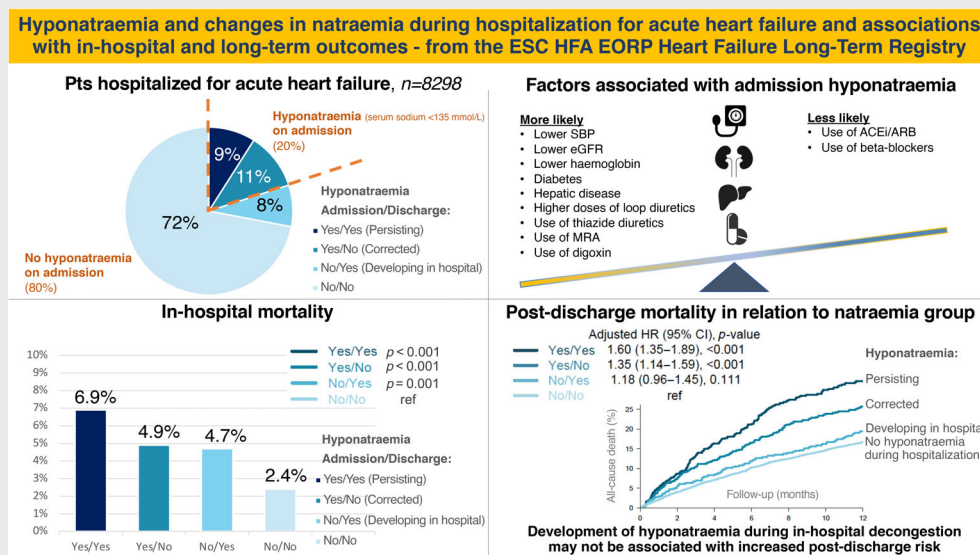 Hyponatraemia and changes in natraemia during hospitalization for acute heart failure and associations
with in-hospital and long-term outcomes - from the ESC HFA EORP Heart Failure Long-Term Registry
Pts hospitalized for acute heart failure, n=8298
Hyponatraemia (serum sodium <135 mmol/L)
on admission
(20%)
9%
11%
8%
72%
No hyponatraemia
on admission
(80%)
Hyponatraemia
Admission/Discharge:
Yes/Yes (Persisting)
Yes/No (Corrected)
No/Yes (Developing in hospital)
No/No
Factors associated with admission hyponatraemia
More likely
• Lower SBP
• Lower eGFR
• Lower haemoglobin
• Diabetes
• Hepatic disease
• Higher doses of loop diuretics
• Use of thiazide diuretics
• Use of MRA
• Use of digoxin
Less likely
• Use of ACEi/ARB
• Use of beta-blockers
In-hospital mortality
10%
9%
8%
7%
6%
5%
4%
3%
2%
1%
0%
6.9%
4.9%
4.7%
2.4%
Yes/Yes
Yes/No
No/Yes
No/No
Yes/Yes p < 0.001
Yes/No p < 0.001
No/Yes p = 0.001
No/No ref
Hyponatraemia
Admission/Discharge:
Yes/Yes (Persisting)
Yes/No (Corrected)
No/Yes (Developing in hospital)
No/No
Post-discharge mortality in relation to natraemia group
Adjusted HR (95% CI), p-value
Yes/Yes 1.60 (1.35–1.89), <0.001
Yes/No 1.35 (1.14–1.59), <0.001
No/Yes 1.18 (0.96–1.45), 0.111
No/No ref
Hyponatraemia:
Persisting
Corrected
Developing in hospita
No hyponatraemia
during hospitalization
All-cause death (%)
25
20
15
10
5
0
Follow-up (months)
0 2 4 6 8 10 12
Development of hyponatraemia during in-hospital decongestion
may not be associated with increased post-discharge risk